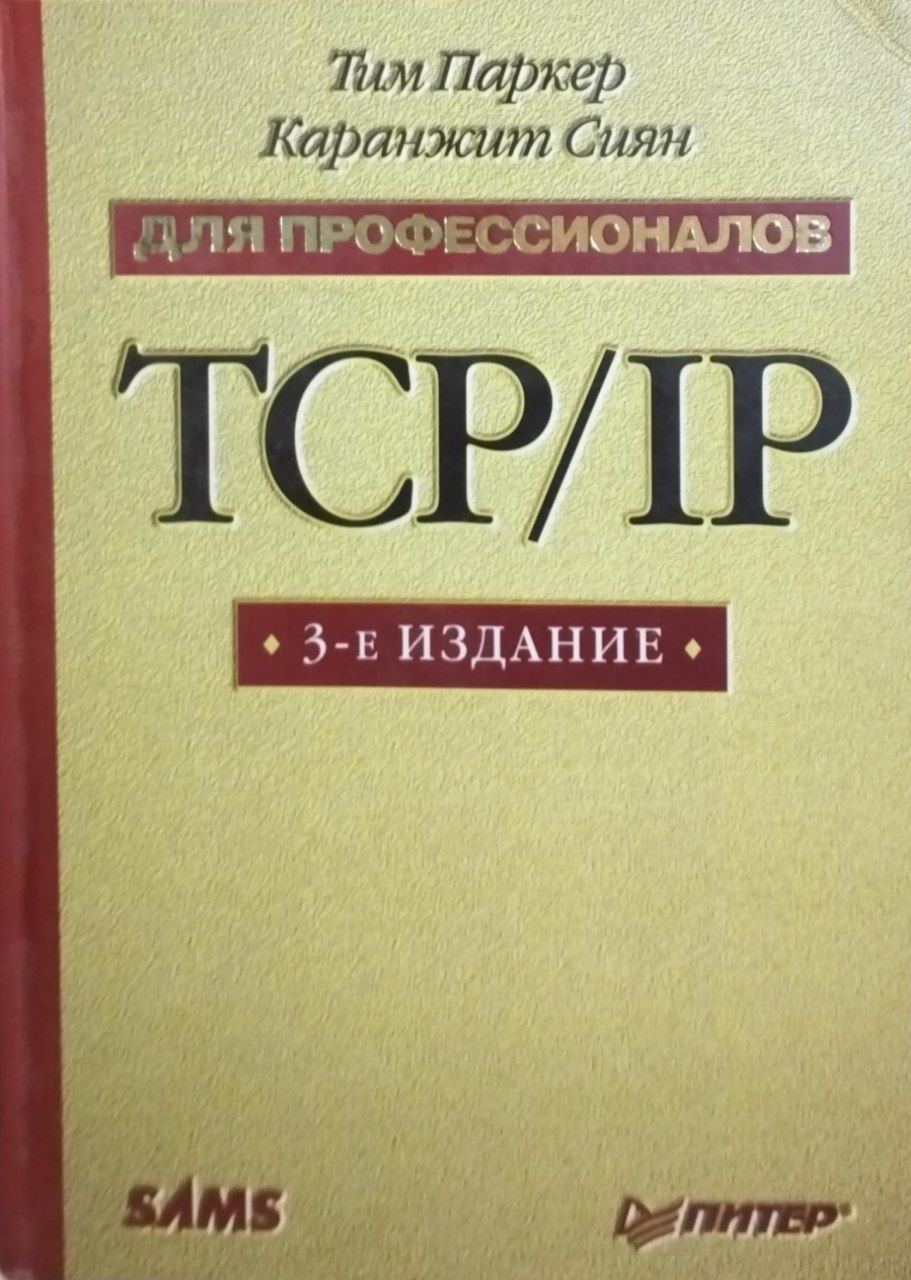 Тим Паркер
Каранжит Сиян
ДЛЯ ПРОФЕССИОНАЛОВ
TCP/IP
3-Е ИЗДАНИЕ
SAMS
ПИТЕР®